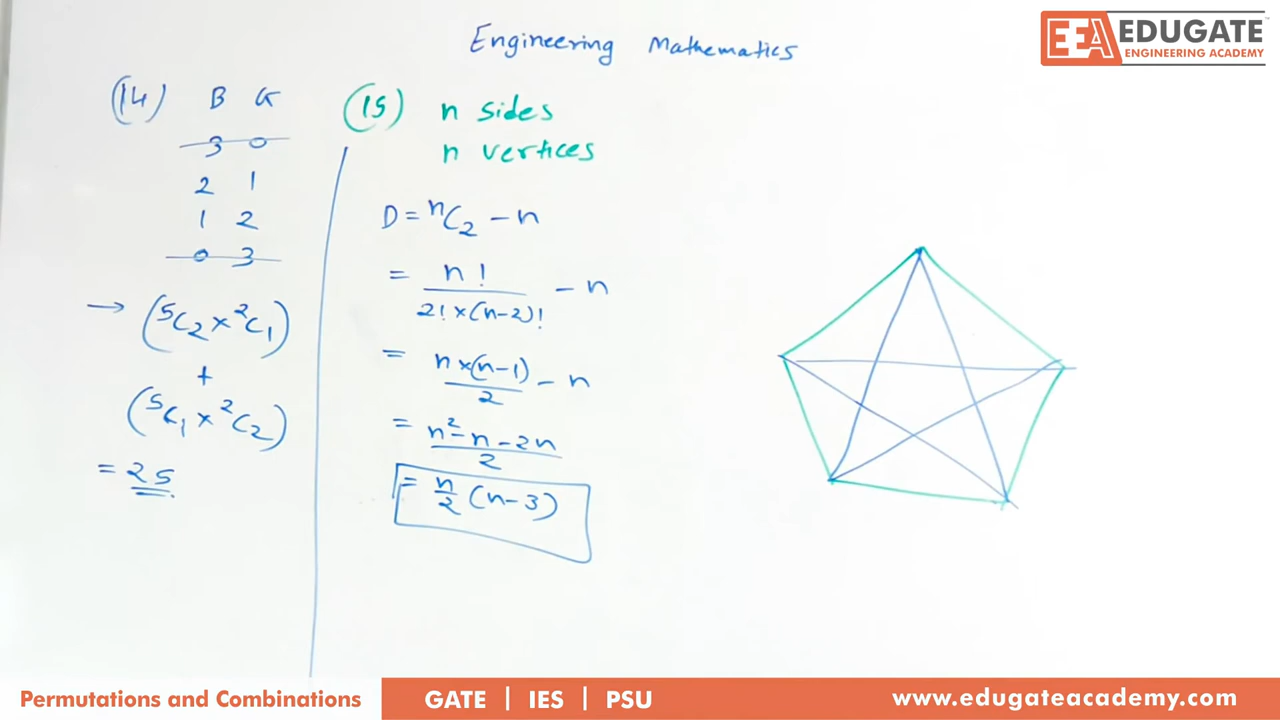 Engineering Mathematics
EEA EDUGATE
ENGINEERING ACADEMY
(14) B G
3 0
2 1
1 2
0 3
→ (⁵C₂ x ²C₁)
+
(⁵C₁ x ²C₂)
= 25
(15) n sides
n vertices
D = ⁿC₂ - n
= n! / 2! x (n-2)! - n
= n x (n-1) / 2 - n
= n² - n - 2n / 2
= n/2 (n-3)
Permutations and Combinations
GATE | IES | PSU
www.edugateacademy.com